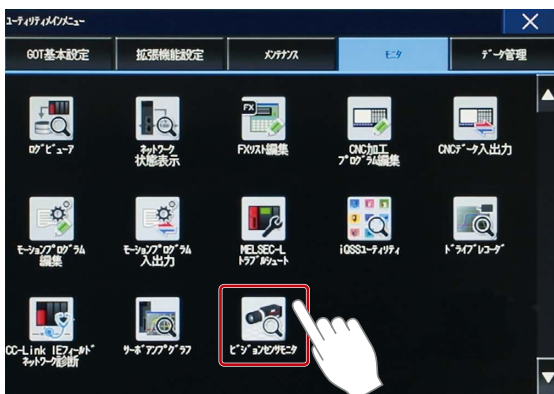 ユーティリティメインメニュー
GOT基本設定
拡張機能設定
メンテナンス
モニタ
データ管理
ログビューア
ネットワーク
状態表示
FX
FXリスト編集
CNC加工
プログラム編集
CNCデータ入出力
モーションプログラム
編集
モーションプログラム
入出力
MELSEC-L
トラブルシュート
iQSSユーティリティ
ドライブレコーダ
CC-Link IEフィールド
ネットワーク診断
サーボアンプグラフ
ビジョンセンサモニタ